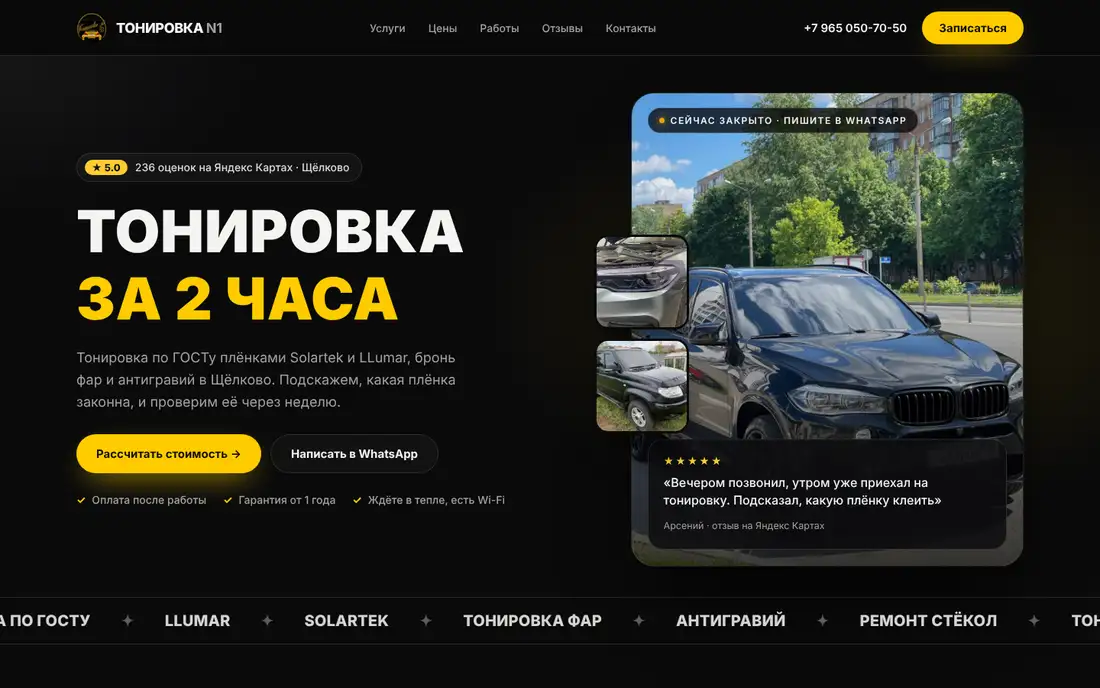 ТОНИРОВКА N1
Услуги
Цены
Работы
Отзывы
Контакты
+7 965 050-70-50
Записаться
СЕЙЧАС ЗАКРЫТО · ПИШИТЕ В WHATSAPP
★ 5.0 236 оценок на Яндекс Картах · Щёлково
ТОНИРОВКА
ЗА 2 ЧАСА
Тонировка по ГОСТу плёнками Solartek и LLumar, бронь
фар и антигравий в Щёлково. Подскажем, какая плёнка
законна, и проверим её через неделю.
Рассчитать стоимость →
Написать в WhatsApp
✓ Оплата после работы
✓ Гарантия от 1 года
✓ Ждёте в тепле, есть Wi-Fi
★★★★★
«Вечером позвонил, утром уже приехал на
тонировку. Подсказал, какую плёнку клеить»
Арсений · отзыв на Яндекс Картах
А ПО ГОСТУ ✦ LLUMAR ✦ SOLARTEK ✦ ТОНИРОВКА ФАР ✦ АНТИГРАВИЙ ✦ РЕМОНТ СТЁКОЛ ✦ ТОН